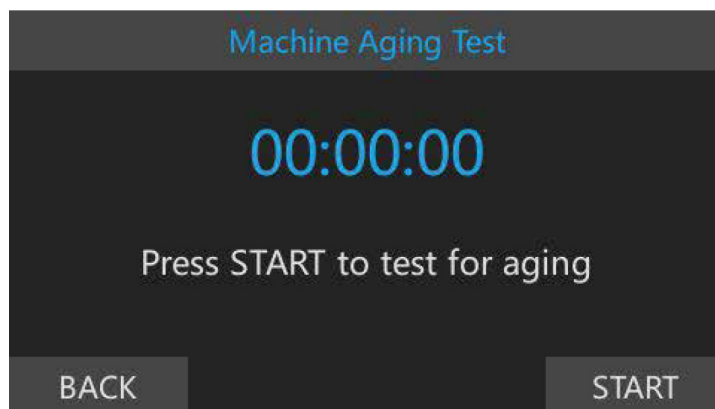 Machine Aging Test
00:00:00
Press START to test for aging
BACK
START